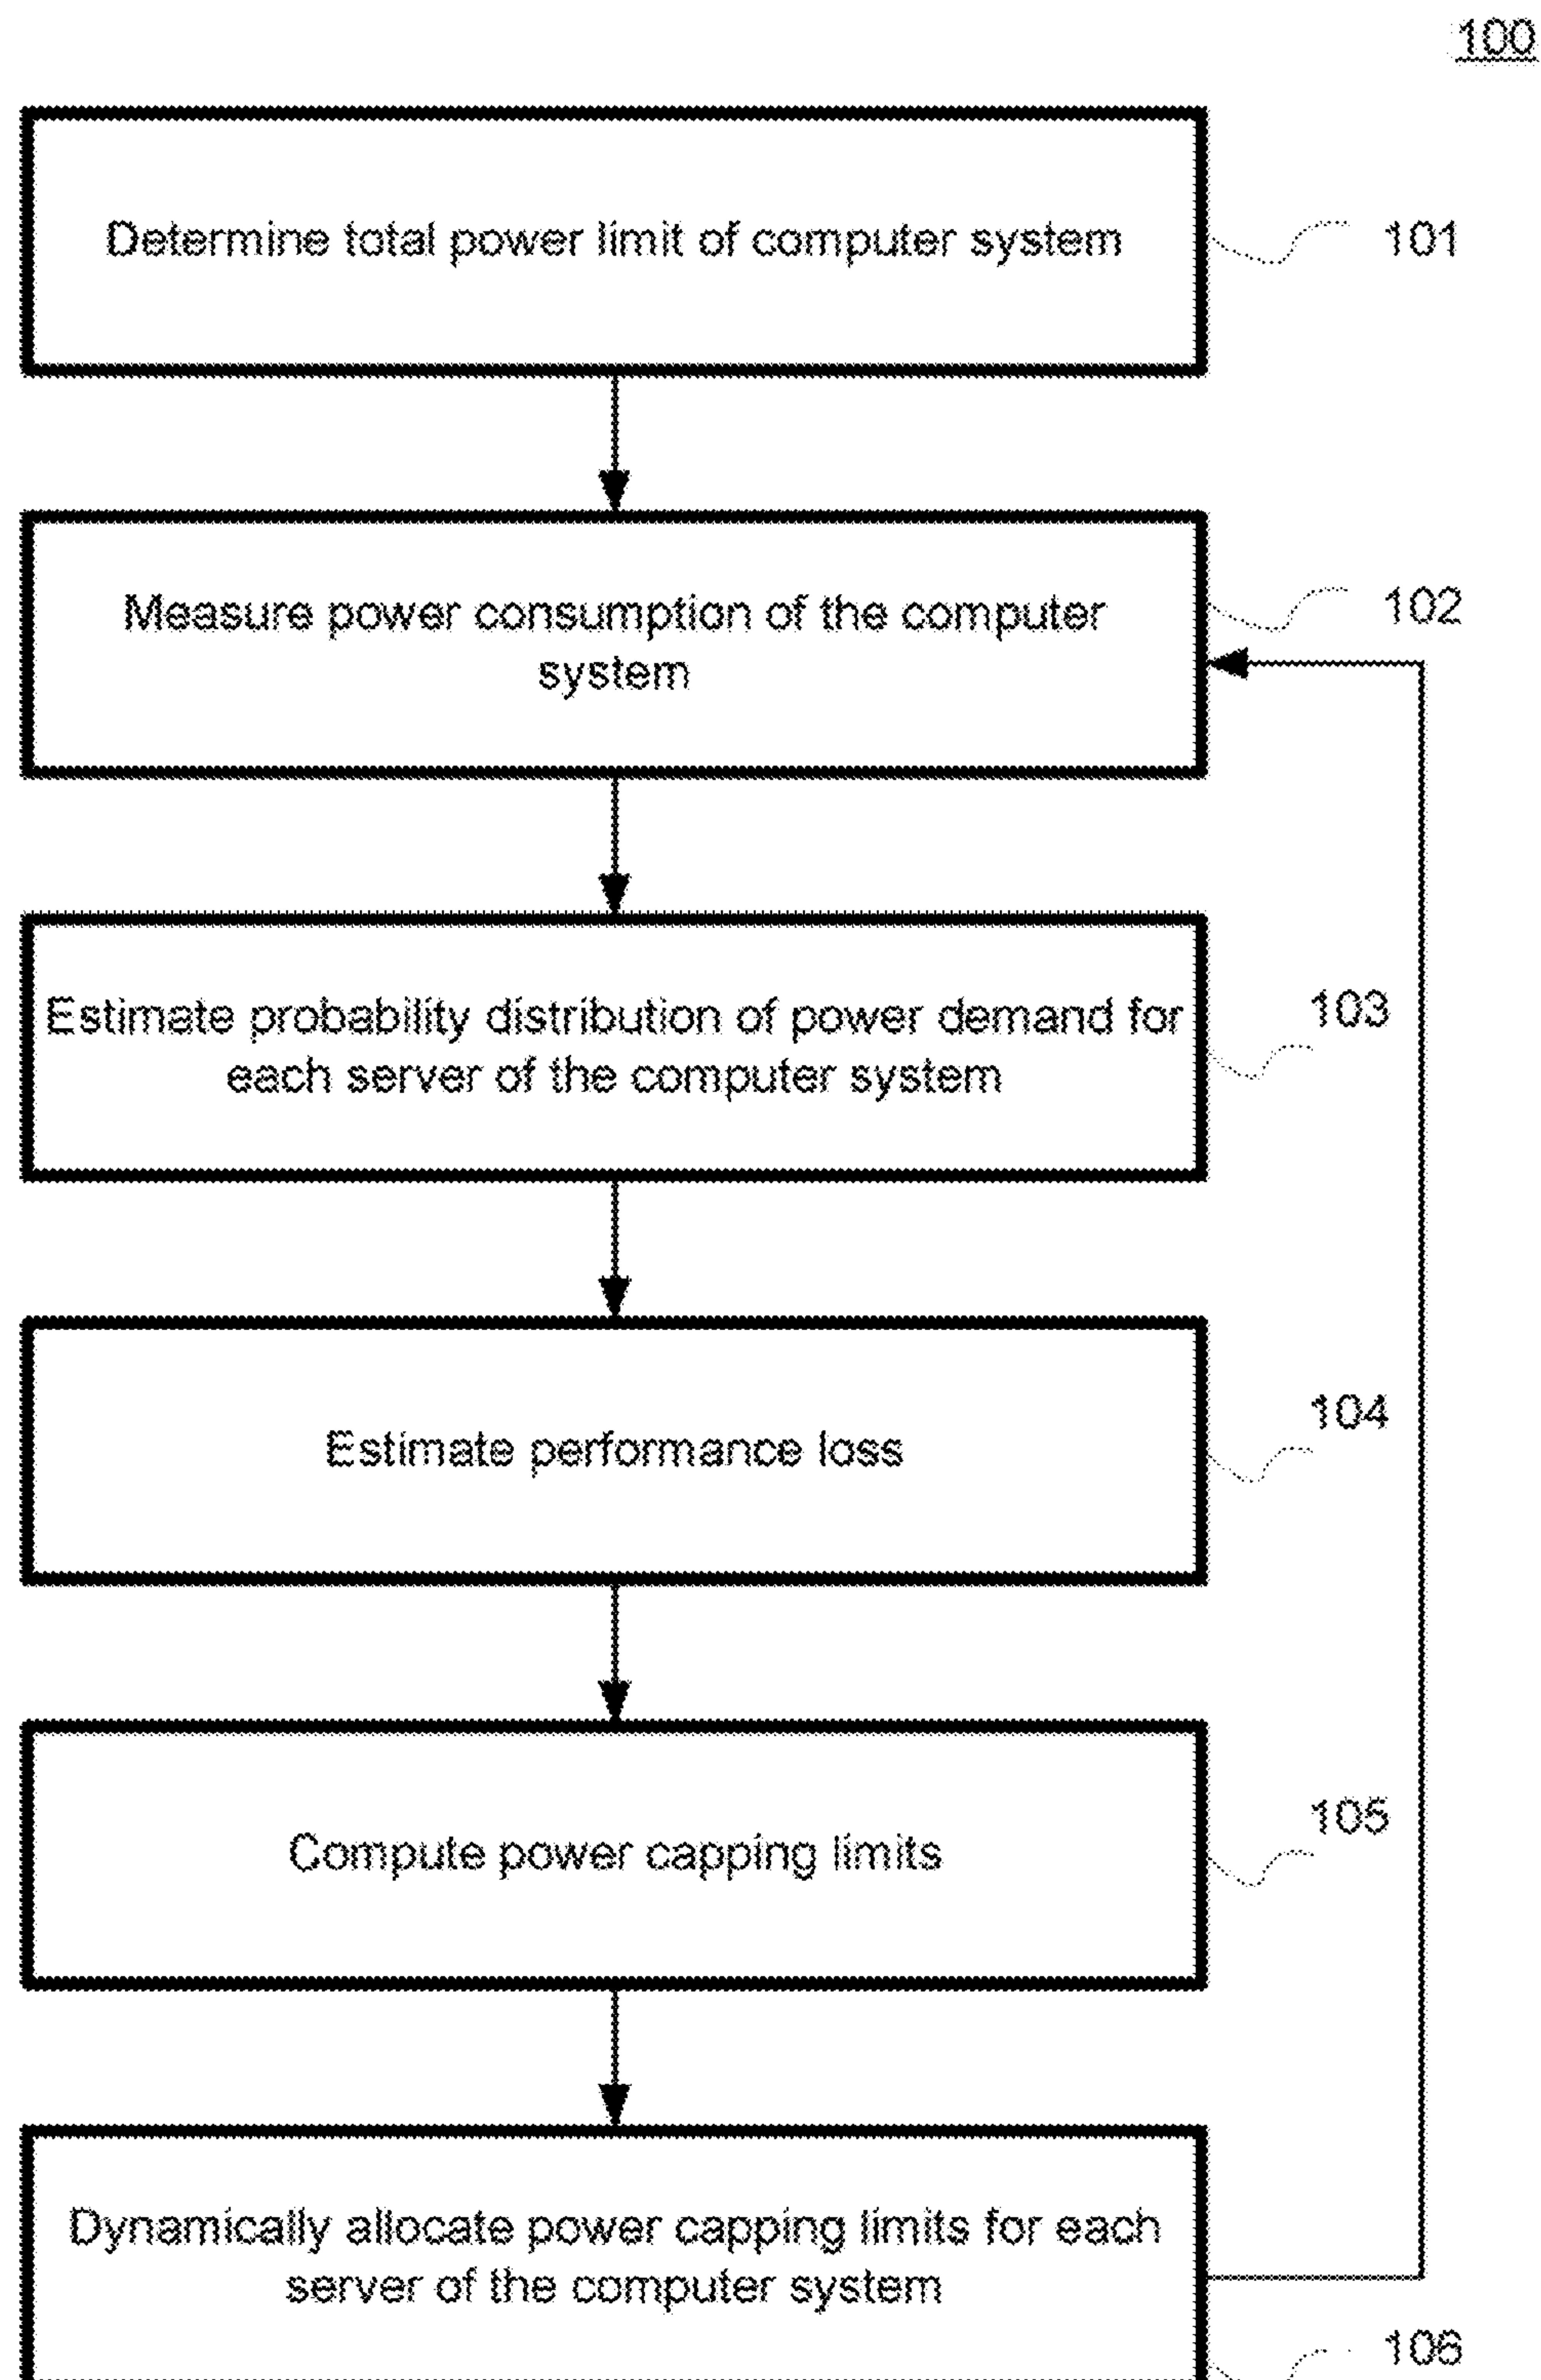 100
Determine total power limit of computer system
101
Measure power consumption of the computer
system
102
Estimate probability distribution of power demand for
each server of the computer system
103
Estimate performance loss
104
Compute power capping limits
105
Dynamically allocate power capping limits for each
server of the computer system
106